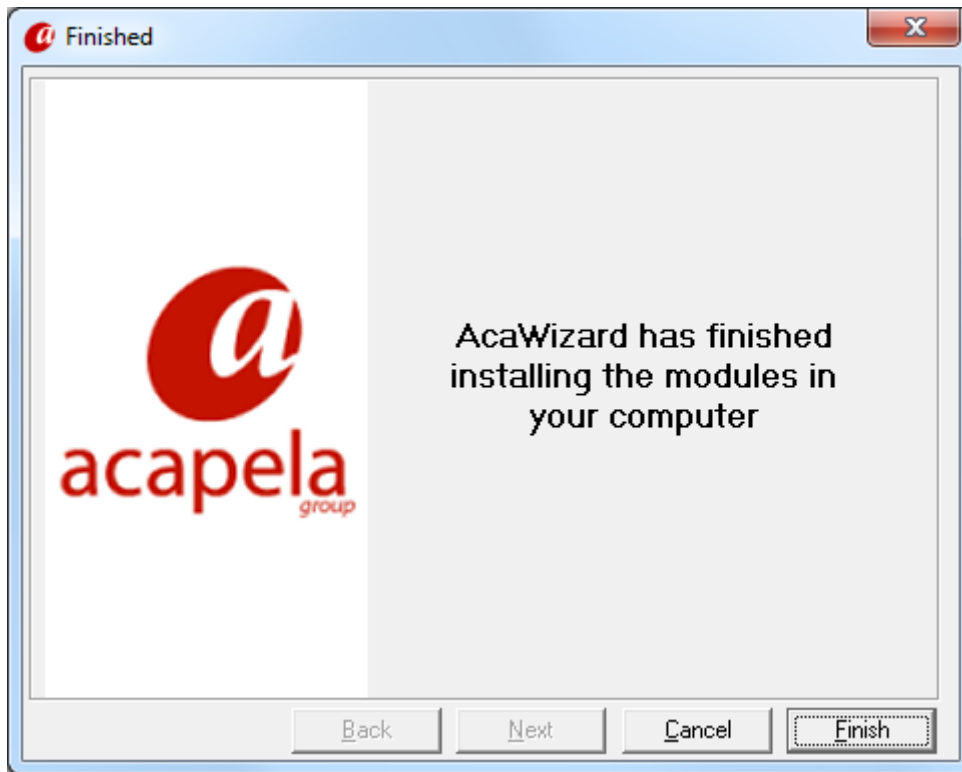 Finished
acapela
group
AcaWizard has finished
installing the modules in
your computer
Back
Next
Cancel
Finish